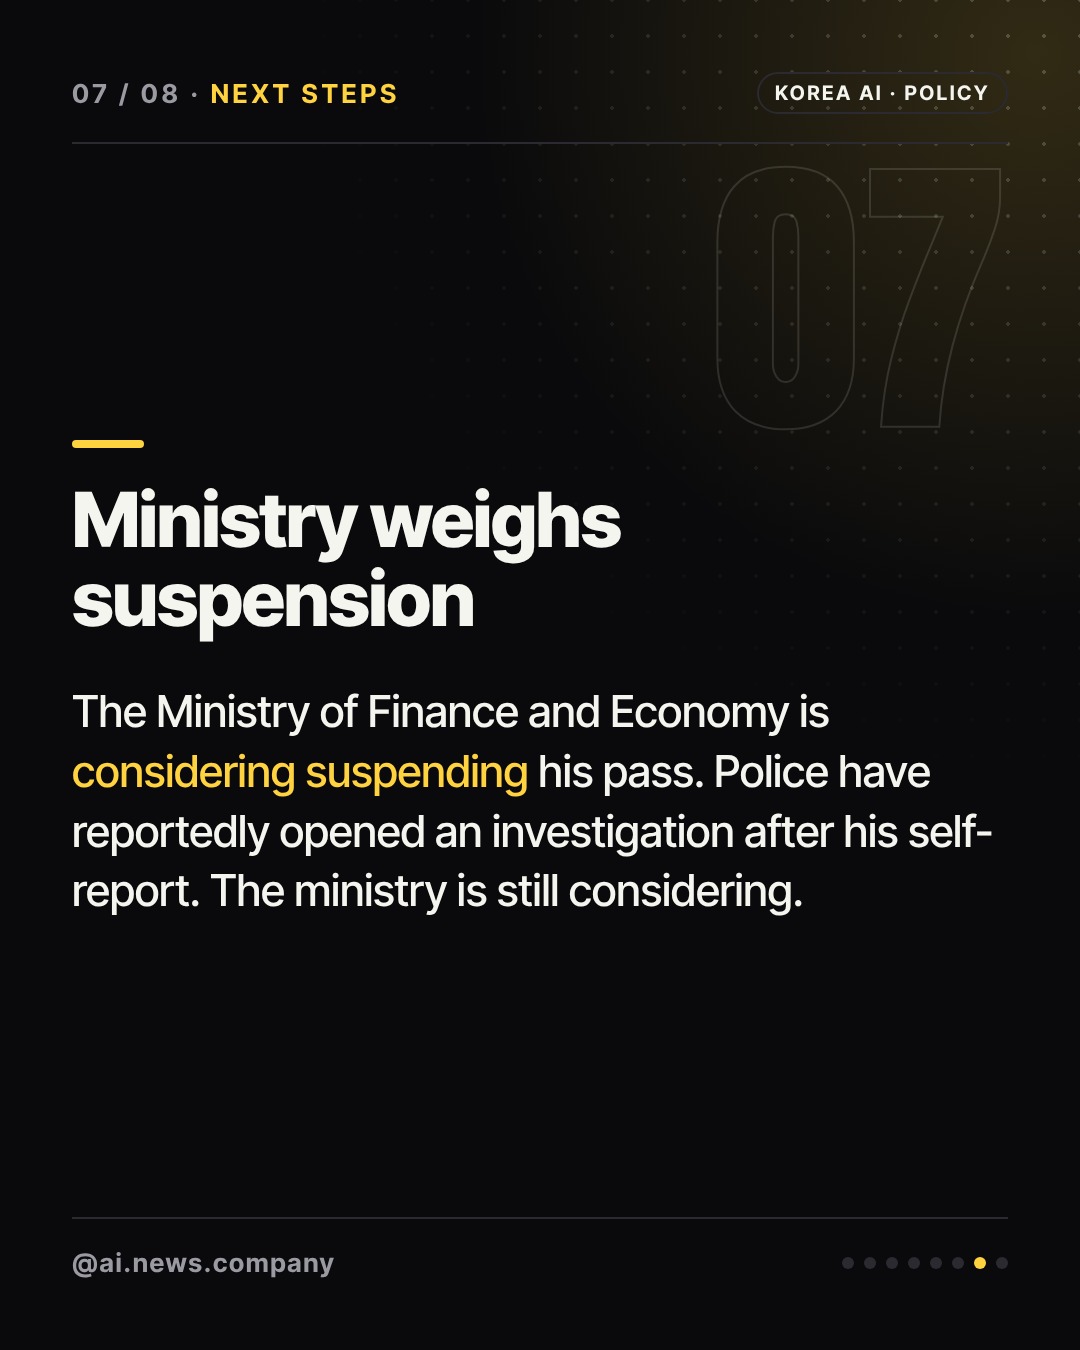 07 / 08 · NEXT STEPS
KOREA AI · POLICY
07
Ministry weighs
suspension
The Ministry of Finance and Economy is
considering suspending his pass. Police have
reportedly opened an investigation after his self-
report. The ministry is still considering.
@ai.news.company